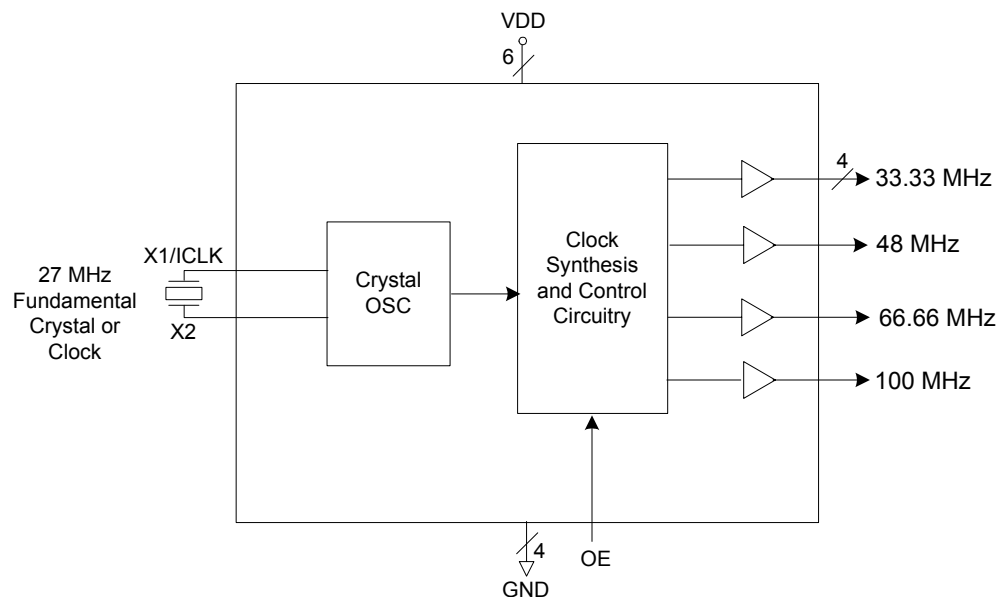 VDD
6
4
33.33 MHz
X1/ICLK
27 MHz
Fundamental
Crystal or
Clock
X2
Crystal
OSC
Clock
Synthesis
and Control
Circuitry
48 MHz
66.66 MHz
100 MHz
4
GND
OE